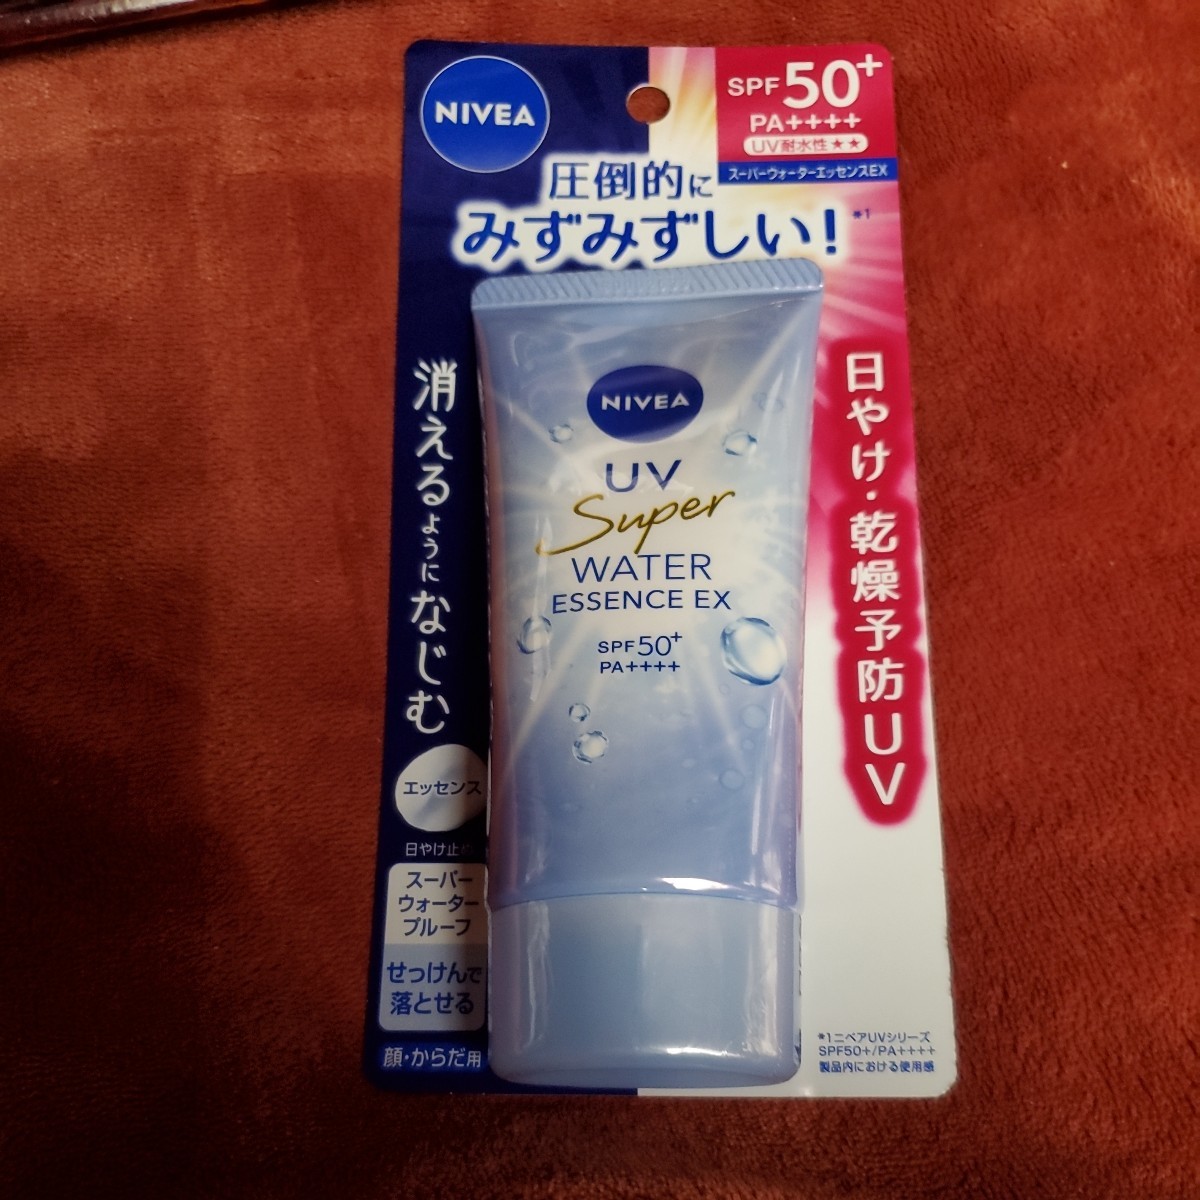 NIVEA
SPF50+
PA++++
UV耐水性★★
スーパーウォーターエッセンスEX
圧倒的に
みずみずしい!*1
消えるようになじむ
日やけ・乾燥予防UV
NIVEA
UV
Super
WATER
ESSENCE EX
SPF50+
PA++++
エッセンス
日やけ止め
スーパー
ウォーター
プルーフ
せっけんで
落とせる
顔・からだ用
*1ニベアUVシリーズ
SPF50+/PA++++
製品内における使用感